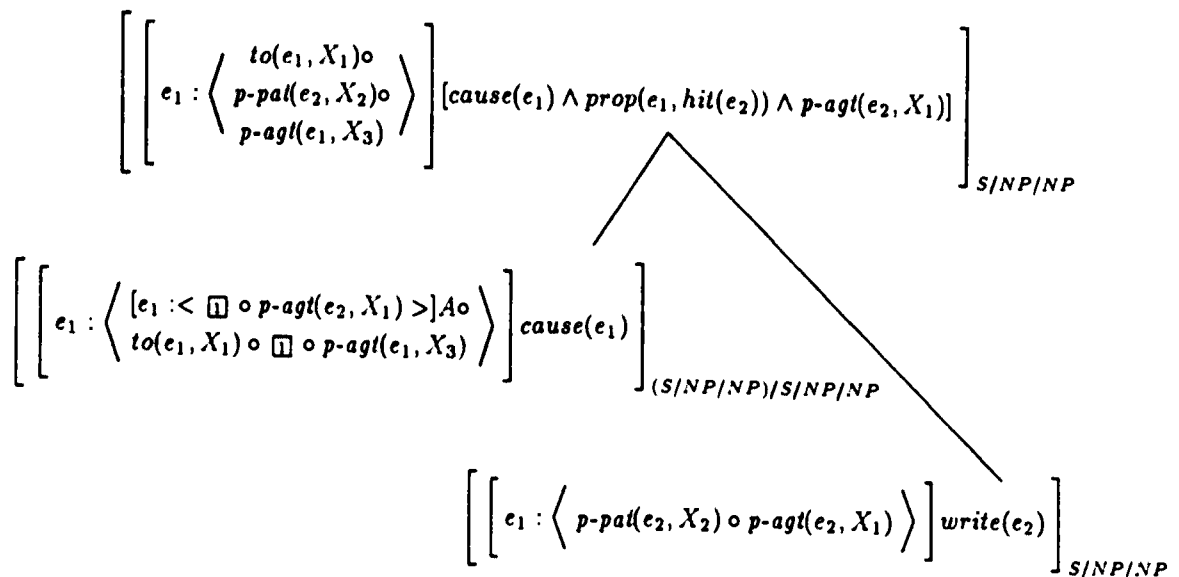 [ [ e₁ : ⟨ to(e₁, X₁)∘
p-pat(e₂, X₂)∘
p-agt(e₁, X₃) ⟩ ] [cause(e₁) ∧ prop(e₁, hit(e₂)) ∧ p-agt(e₂, X₁)] ] S/NP/NP
[ [ e₁ : ⟨ [e₁ :< 1 ∘ p-agt(e₂, X₁) >]A∘
to(e₁, X₁) ∘ 1 ∘ p-agt(e₁, X₃) ⟩ ] cause(e₁) ] (S/NP/NP)/S/NP/NP
[ [ e₁ : ⟨ p-pat(e₂, X₂) ∘ p-agt(e₂, X₁) ⟩ ] write(e₂) ] S/NP/NP